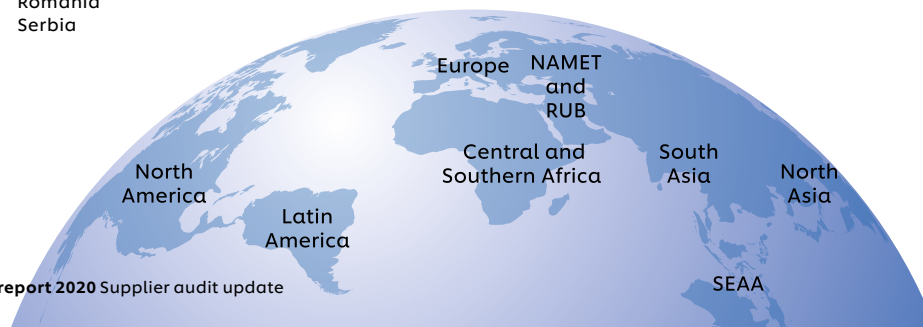 Romania
Serbia
Europe
NAMET
and
RUB
Central and
Southern Africa
South
Asia
North
Asia
North
America
Latin
America
SEAA
report 2020 Supplier audit update